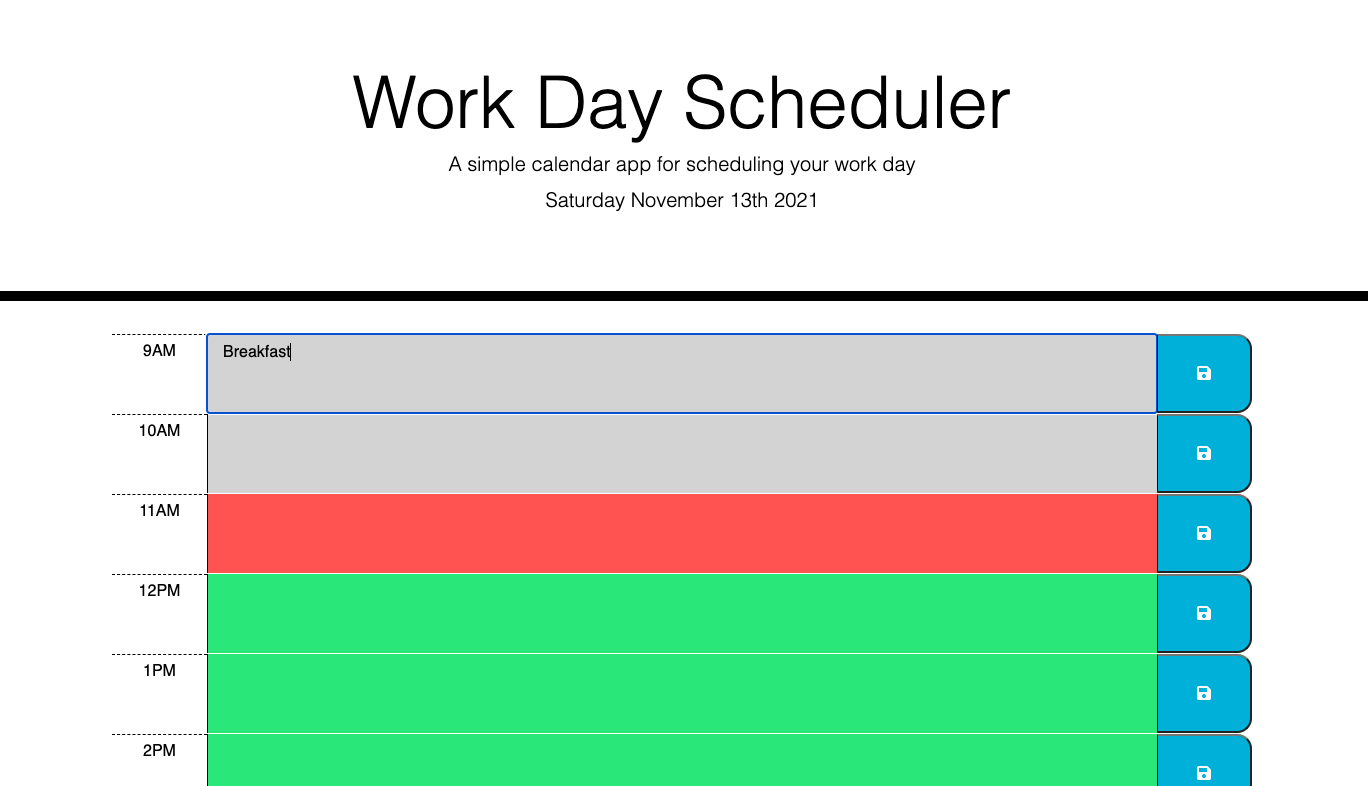 Work Day Scheduler
A simple calendar app for scheduling your work day
Saturday November 13th 2021
9AM
Breakfast
10AM
11AM
12PM
1PM
2PM